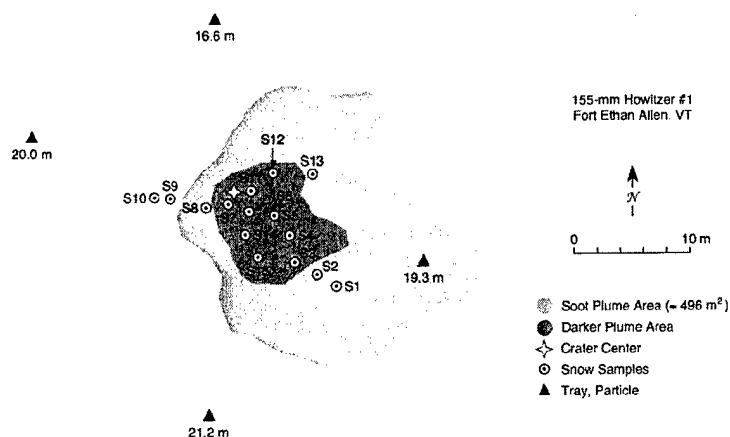 16.6 m
155-mm Howitzer #1
Fort Ethan Allen, VT
20.0 m
S12
S13
S9
S10
S8
N
0 10 m
S2
19.3 m
S1
Soot Plume Area (≈ 496 m²)
Darker Plume Area
Crater Center
Snow Samples
Tray, Particle
21.2 m